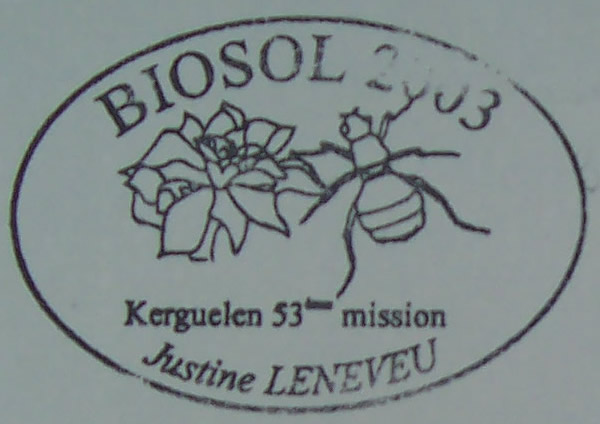 BIOSOL 2003
Kerguelen 53ème mission
Justine LENEVEU